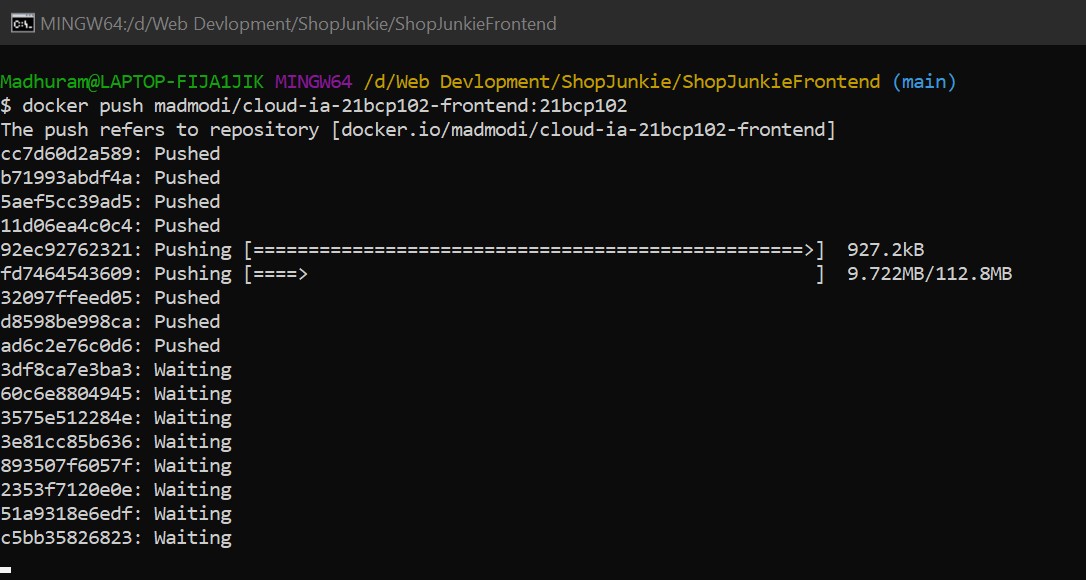 MINGW64:/d/Web Devlopment/ShopJunkie/ShopJunkieFrontend
Madhuram@LAPTOP-FIJA1JIK MINGW64 /d/Web Devlopment/ShopJunkie/ShopJunkieFrontend (main)
$ docker push madmodi/cloud-ia-21bcp102-frontend:21bcp102
The push refers to repository [docker.io/madmodi/cloud-ia-21bcp102-frontend]
cc7d60d2a589: Pushed
b71993abdf4a: Pushed
5aef5cc39ad5: Pushed
11d06ea4c0c4: Pushed
92ec92762321: Pushing [==================================================>]  927.2kB
fd7464543609: Pushing [====>                                              ]  9.722MB/112.8MB
32097ffeed05: Pushed
d8598be998ca: Pushed
ad6c2e76c0d6: Pushed
3df8ca7e3ba3: Waiting
60c6e8804945: Waiting
3575e512284e: Waiting
3e81cc85b636: Waiting
893507f6057f: Waiting
2353f7120e0e: Waiting
51a9318e6edf: Waiting
c5bb35826823: Waiting